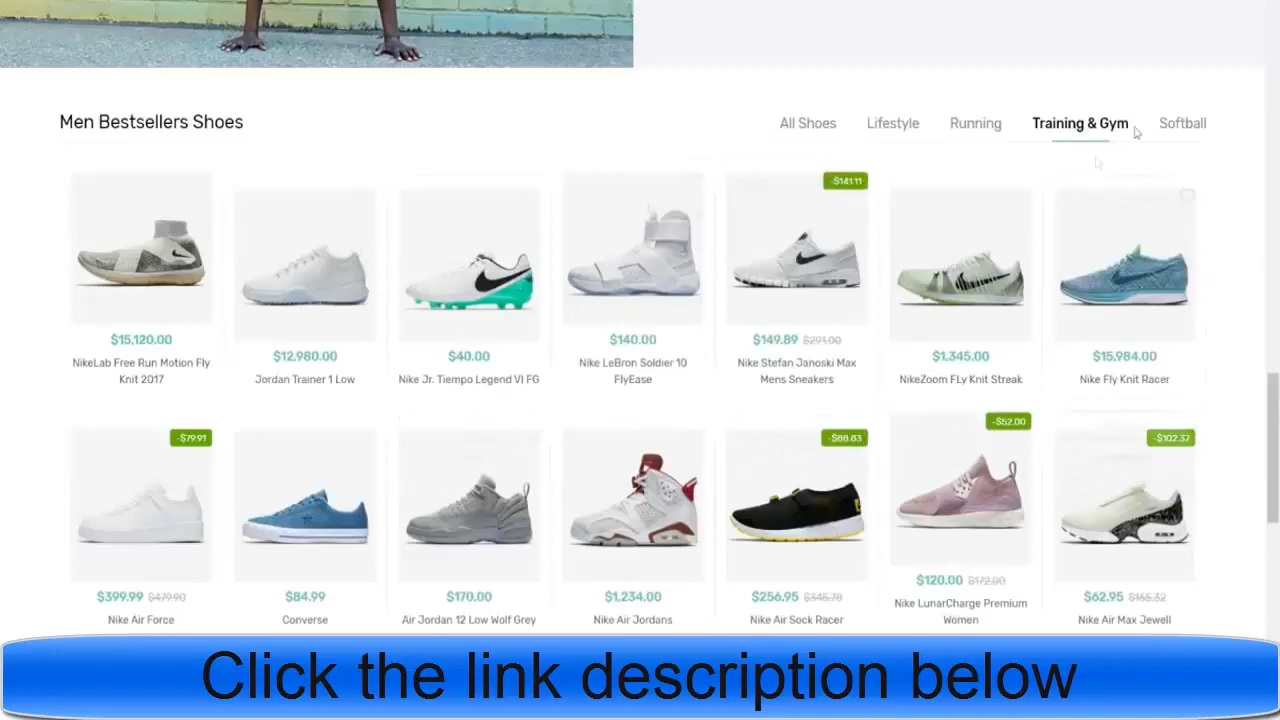 Men Bestsellers Shoes
All Shoes Lifestyle Running Training & Gym Softball
-$141.11
$15,120.00
NikeLab Free Run Motion Fly
Knit 2017
$12,980.00
Jordan Trainer 1 Low
$40.00
Nike Jr. Tiempo Legend VI FG
$140.00
Nike LeBron Soldier 10
FlyEase
$149.89 $291.00
Nike Stefan Janoski Max
Mens Sneakers
$1,345.00
NikeZoom FLy Knit Streak
$15,984.00
Nike Fly Knit Racer
-$79.91
$399.99 $479.90
Nike Air Force
$84.99
Converse
$170.00
Air Jordan 12 Low Wolf Grey
$1,234.00
Nike Air Jordans
-$88.83
$256.95 $345.78
Nike Air Sock Racer
-$52.00
$120.00 $172.00
Nike LunarCharge Premium
Women
-$102.37
$62.95 $165.32
Nike Air Max Jewell
Click the link description below